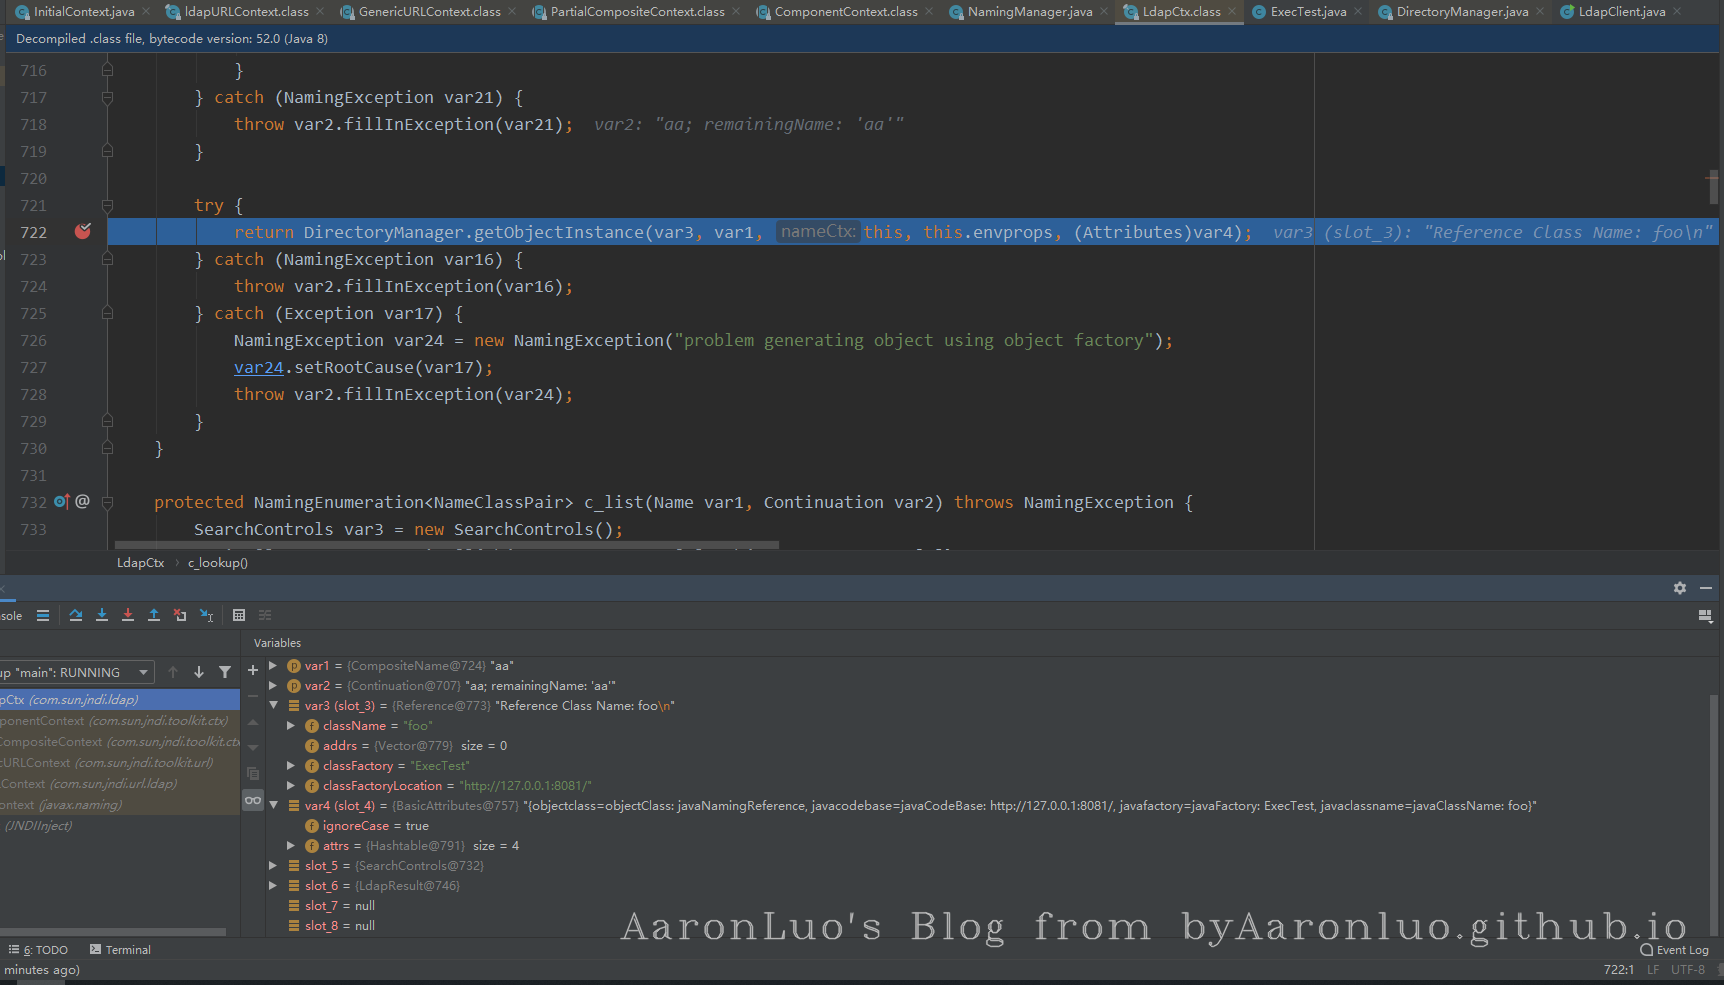 InitialContext.java ldapURLContext.class GenericURLContext.class PartialCompositeContext.class ComponentContext.class NamingManager.java LdapCtx.class ExecTest.java DirectoryManager.java LdapClient.java
Decompiled .class file, bytecode version: 52.0 (Java 8)
716 }
717 } catch (NamingException var21) {
718 throw var2.fillInException(var21); var2: "aa; remainingName: 'aa'"
719 }
720
721 try {
722 return DirectoryManager.getObjectInstance(var3, var1, nameCtx: this, this.envprops, (Attributes)var4); var3 (slot_3): "Reference Class Name: foo\n"
723 } catch (NamingException var16) {
724 throw var2.fillInException(var16);
725 } catch (Exception var17) {
726 NamingException var24 = new NamingException("problem generating object using object factory");
727 var24.setRootCause(var17);
728 throw var2.fillInException(var24);
729 }
730 }
731
732 @ protected NamingEnumeration<NameClassPair> c_list(Name var1, Continuation var2) throws NamingException {
733 SearchControls var3 = new SearchControls();
LdapCtx › c_lookup()
sole
Variables
up "main": RUNNING
pCtx (com.sun.jndi.ldap)
ponentContext (com.sun.jndi.toolkit.ctx)
CompositeContext (com.sun.jndi.toolkit.ctx
cURLContext (com.sun.jndi.toolkit.url)
Context (com.sun.jndi.url.ldap)
ontext (javax.naming)
(JNDIInject)
var1 = {CompositeName@724} "aa"
var2 = {Continuation@707} "aa; remainingName: 'aa'"
var3 (slot_3) = {Reference@773} "Reference Class Name: foo\n"
className = "foo"
addrs = {Vector@779} size = 0
classFactory = "ExecTest"
classFactoryLocation = "http://127.0.0.1:8081/"
var4 (slot_4) = {BasicAttributes@757} "{objectclass=objectClass: javaNamingReference, javacodebase=javaCodeBase: http://127.0.0.1:8081/, javafactory=javaFactory: ExecTest, javaclassname=javaClassName: foo}"
ignoreCase = true
attrs = {Hashtable@791} size = 4
slot_5 = {SearchControls@732}
slot_6 = {LdapResult@746}
slot_7 = null
slot_8 = null
AaronLuo's Blog from byAaronluo.github.io
6: TODO Terminal Event Log
minutes ago) 722:1 LF UTF-8